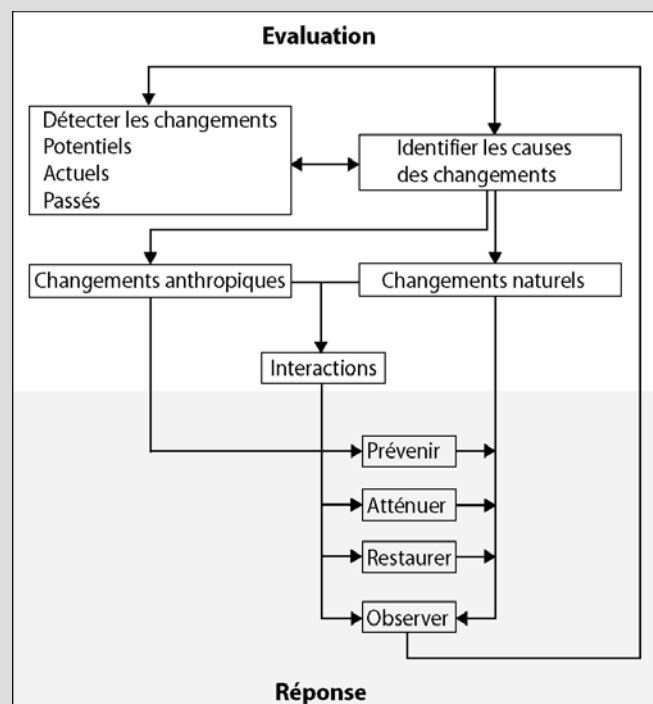 Evaluation
Détecter les changements
Potentiels
Actuels
Passés
Identifier les causes
des changements
Changements anthropiques
Changements naturels
Interactions
Prévenir
Atténuer
Restaurer
Observer
Réponse